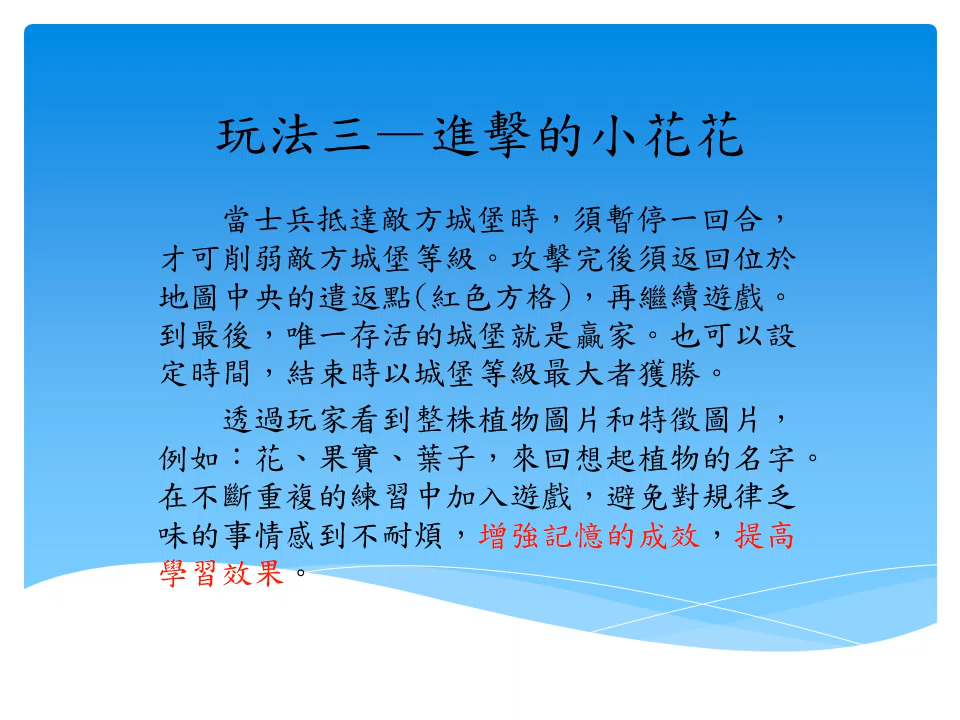 玩法三—進擊的小花花
當士兵抵達敵方城堡時，須暫停一回合，
才可削弱敵方城堡等級。攻擊完後須返回位於
地圖中央的遣返點(紅色方格)，再繼續遊戲。
到最後，唯一存活的城堡就是贏家。也可以設
定時間，結束時以城堡等級最大者獲勝。
透過玩家看到整株植物圖片和特徵圖片，
例如：花、果實、葉子，來回想起植物的名字。
在不斷重複的練習中加入遊戲，避免對規律乏
味的事情感到不耐煩，增強記憶的成效，提高
學習效果。